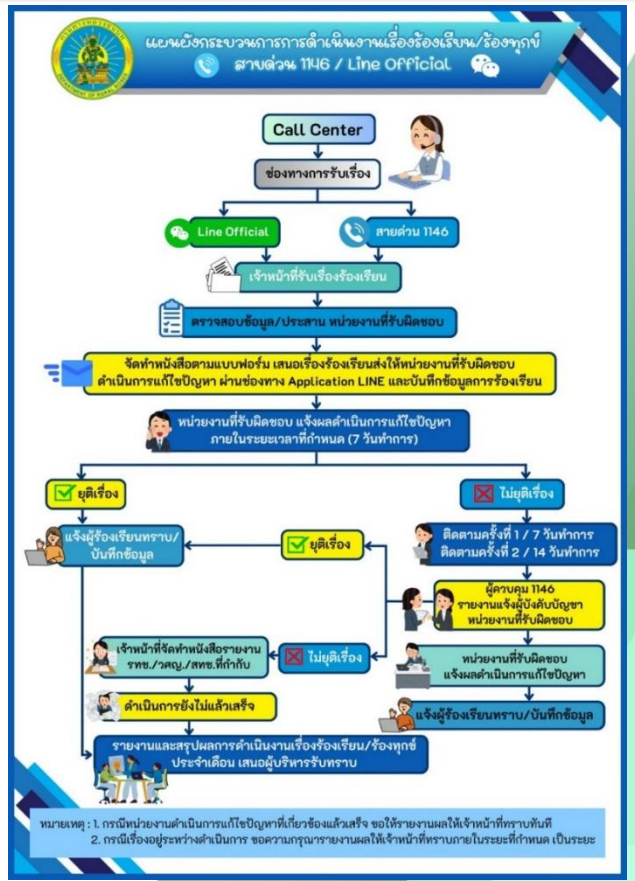 แผนผังกระบวนการการดำเนินงานเรื่องร้องเรียน/ร้องทุกข์
สายด่วน 1146 / Line Official
DEPARTMENT OF RURAL ROADS
Call Center
ช่องทางการรับเรื่อง
Line Official
สายด่วน 1146
เจ้าหน้าที่รับเรื่องร้องเรียน
ตรวจสอบข้อมูล/ประสาน หน่วยงานที่รับผิดชอบ
จัดทำหนังสือตามแบบฟอร์ม เสนอเรื่องร้องเรียนส่งให้หน่วยงานที่รับผิดชอบ
ดำเนินการแก้ไขปัญหา ผ่านช่องทาง Application LINE และบันทึกข้อมูลการร้องเรียน
หน่วยงานที่รับผิดชอบ แจ้งผลดำเนินการแก้ไขปัญหา
ภายในระยะเวลาที่กำหนด (7 วันทำการ)
ยุติเรื่อง
ไม่ยุติเรื่อง
แจ้งผู้ร้องเรียนทราบ/
บันทึกข้อมูล
ยุติเรื่อง
ติดตามครั้งที่ 1 / 7 วันทำการ
ติดตามครั้งที่ 2 / 14 วันทำการ
ผู้ควบคุม 1146
รายงานแจ้งผู้บังคับบัญชา
หน่วยงานที่รับผิดชอบ
เจ้าหน้าที่จัดทำหนังสือรายงาน
รทช./วศญ./สทช.ที่กำกับ
ไม่ยุติเรื่อง
หน่วยงานที่รับผิดชอบ
แจ้งผลดำเนินการแก้ไขปัญหา
ดำเนินการยังไม่แล้วเสร็จ
แจ้งผู้ร้องเรียนทราบ/บันทึกข้อมูล
รายงานและสรุปผลการดำเนินงานเรื่องร้องเรียน/ร้องทุกข์
ประจำเดือน เสนอผู้บริหารรับทราบ
หมายเหตุ : 1. กรณีหน่วยงานดำเนินการแก้ไขปัญหาที่เกี่ยวข้องแล้วเสร็จ ขอให้รายงานผลให้เจ้าหน้าที่ทราบทันที
2. กรณีเรื่องอยู่ระหว่างดำเนินการ ขอความกรุณารายงานผลให้เจ้าหน้าที่ทราบภายในระยะที่กำหนด เป็นระยะ